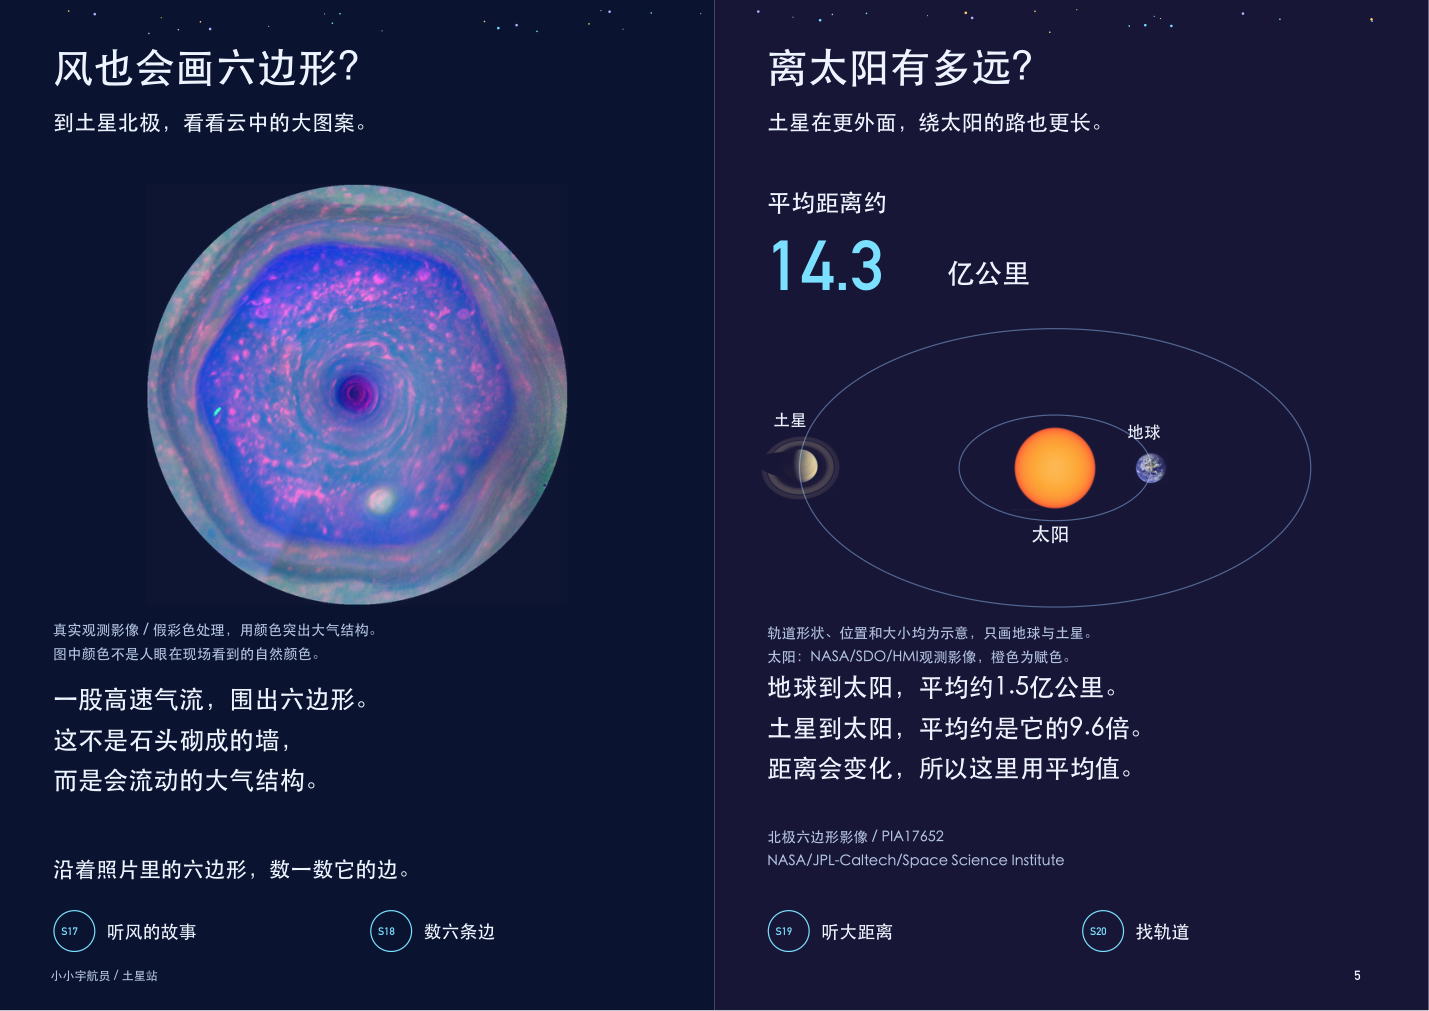 风也会画六边形?
到土星北极，看看云中的大图案。
真实观测影像 / 假彩色处理，用颜色突出大气结构。
图中颜色不是人眼在现场看到的自然颜色。
一股高速气流，围出六边形。
这不是石头砌成的墙，
而是会流动的大气结构。
沿着照片里的六边形，数一数它的边。
S17 听风的故事
S18 数六条边
小小宇航员 / 土星站
离太阳有多远?
土星在更外面，绕太阳的路也更长。
平均距离约
14.3 亿公里
土星
地球
太阳
轨道形状、位置和大小均为示意，只画地球与土星。
太阳：NASA/SDO/HMI观测影像，橙色为赋色。
地球到太阳，平均约1.5亿公里。
土星到太阳，平均约是它的9.6倍。
距离会变化，所以这里用平均值。
北极六边形影像 / PIA17652
NASA/JPL-Caltech/Space Science Institute
S19 听大距离
S20 找轨道
5